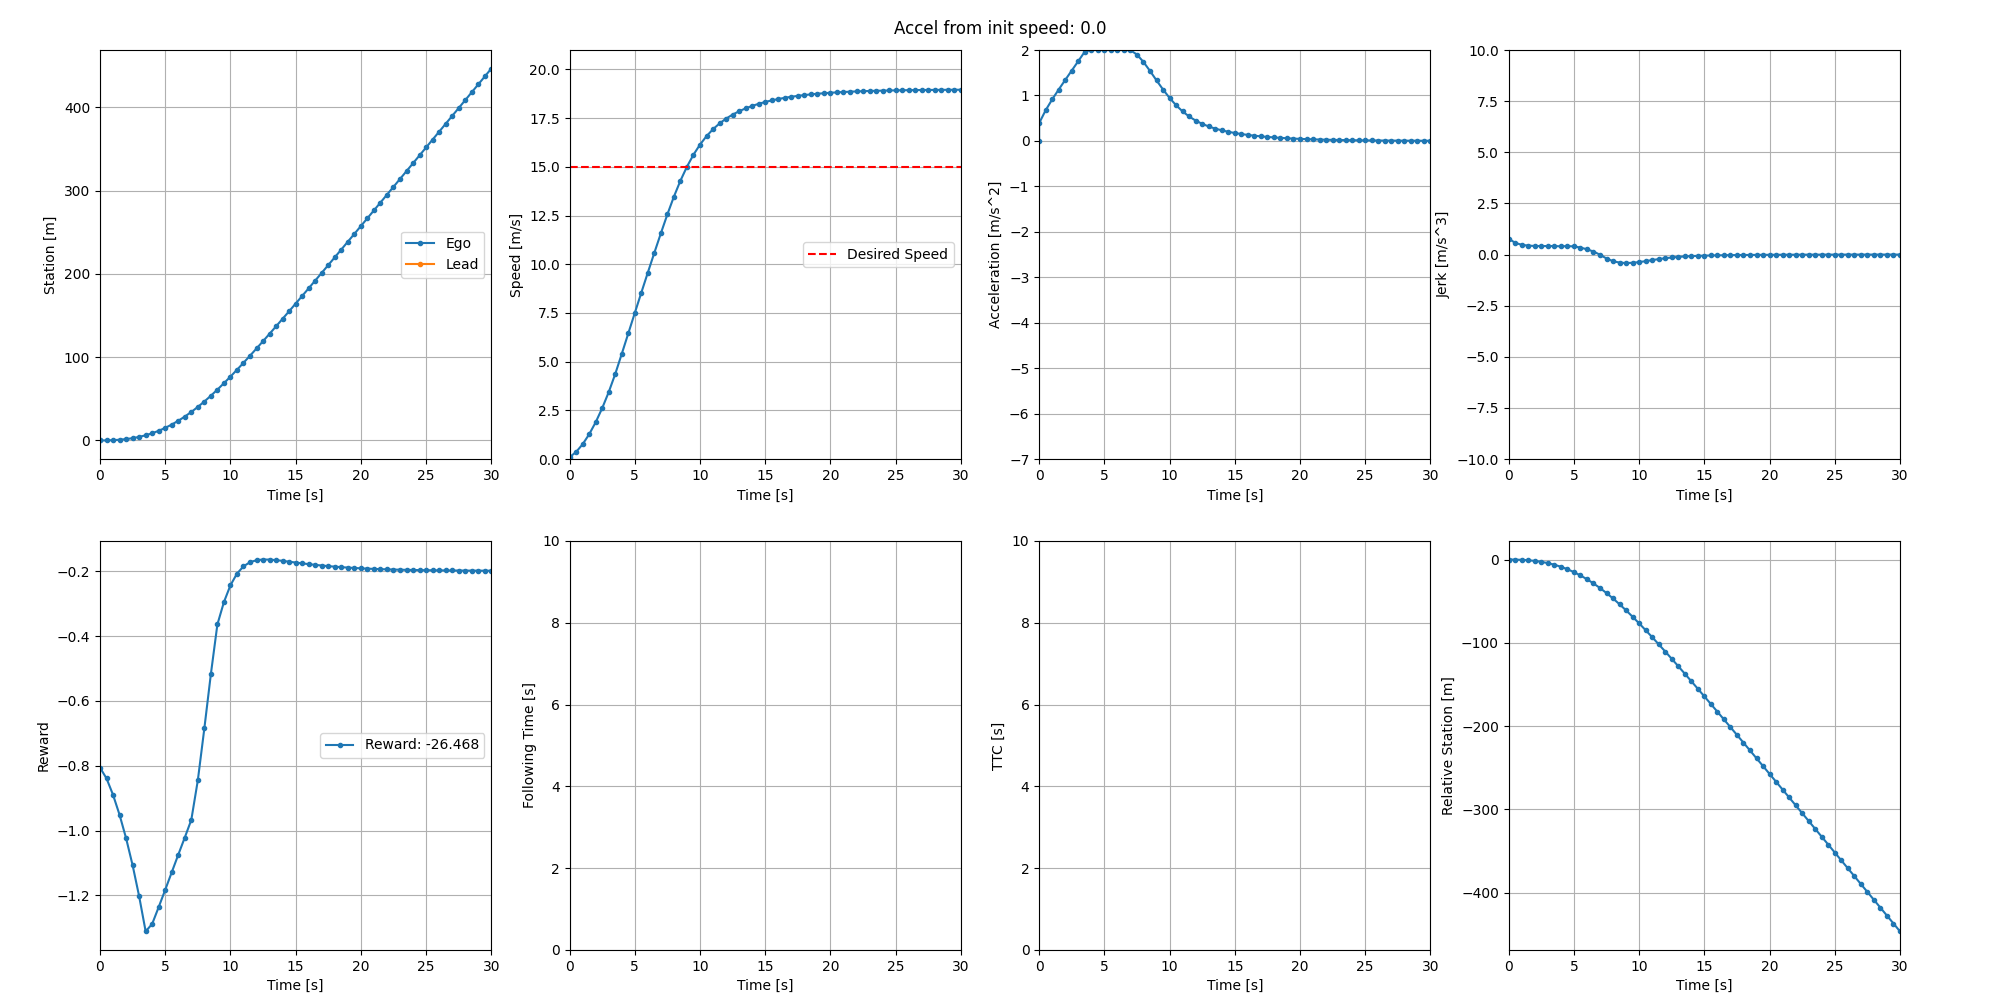 Accel from init speed: 0.0
Station [m]
400
300
200
100
0
0 5 10 15 20 25 30
Time [s]
Ego
Lead
Speed [m/s]
20.0
17.5
15.0
12.5
10.0
7.5
5.0
2.5
0.0
0 5 10 15 20 25 30
Time [s]
Desired Speed
Acceleration [m/s^2]
2
1
0
−1
−2
−3
−4
−5
−6
−7
0 5 10 15 20 25 30
Time [s]
Jerk [m/s^3]
10.0
7.5
5.0
2.5
0.0
−2.5
−5.0
−7.5
−10.0
0 5 10 15 20 25 30
Time [s]
Reward
−0.2
−0.4
−0.6
−0.8
−1.0
−1.2
0 5 10 15 20 25 30
Time [s]
Reward: -26.468
Following Time [s]
10
8
6
4
2
0
0 5 10 15 20 25 30
Time [s]
TTC [s]
10
8
6
4
2
0
0 5 10 15 20 25 30
Time [s]
Relative Station [m]
0
−100
−200
−300
−400
0 5 10 15 20 25 30
Time [s]